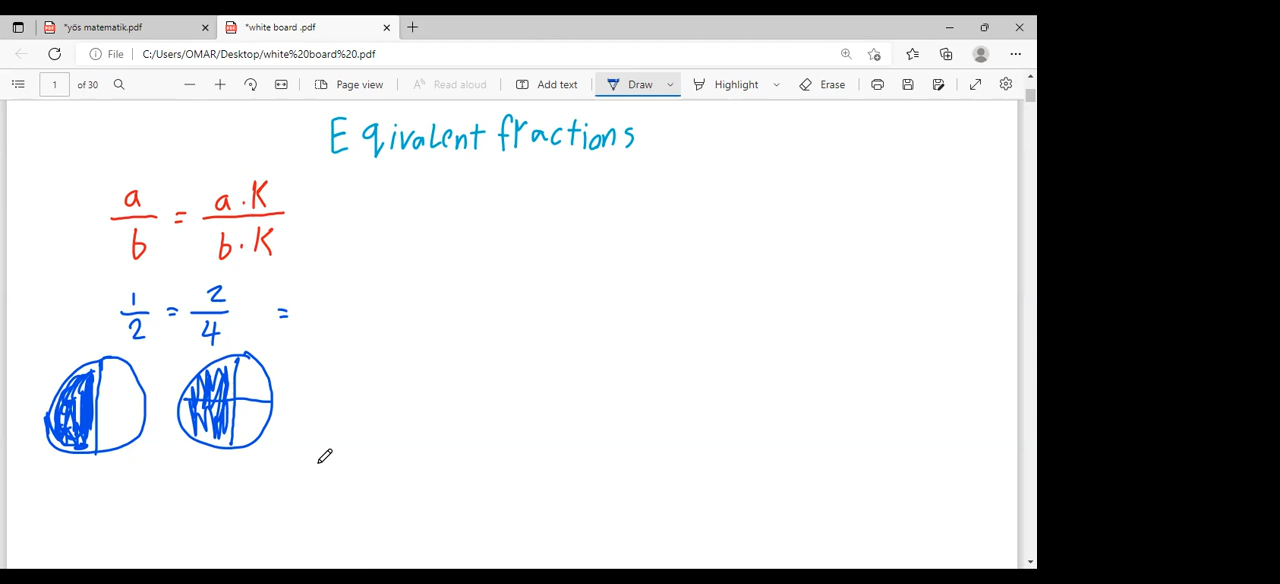 *yös matematik.pdf *white board .pdf
File C:/Users/OMAR/Desktop/white%20board%20.pdf
1 of 30 Page view Read aloud Add text Draw Highlight Erase
Eqivalent fractions
a/b = a·K/b·K
1/2 = 2/4 =